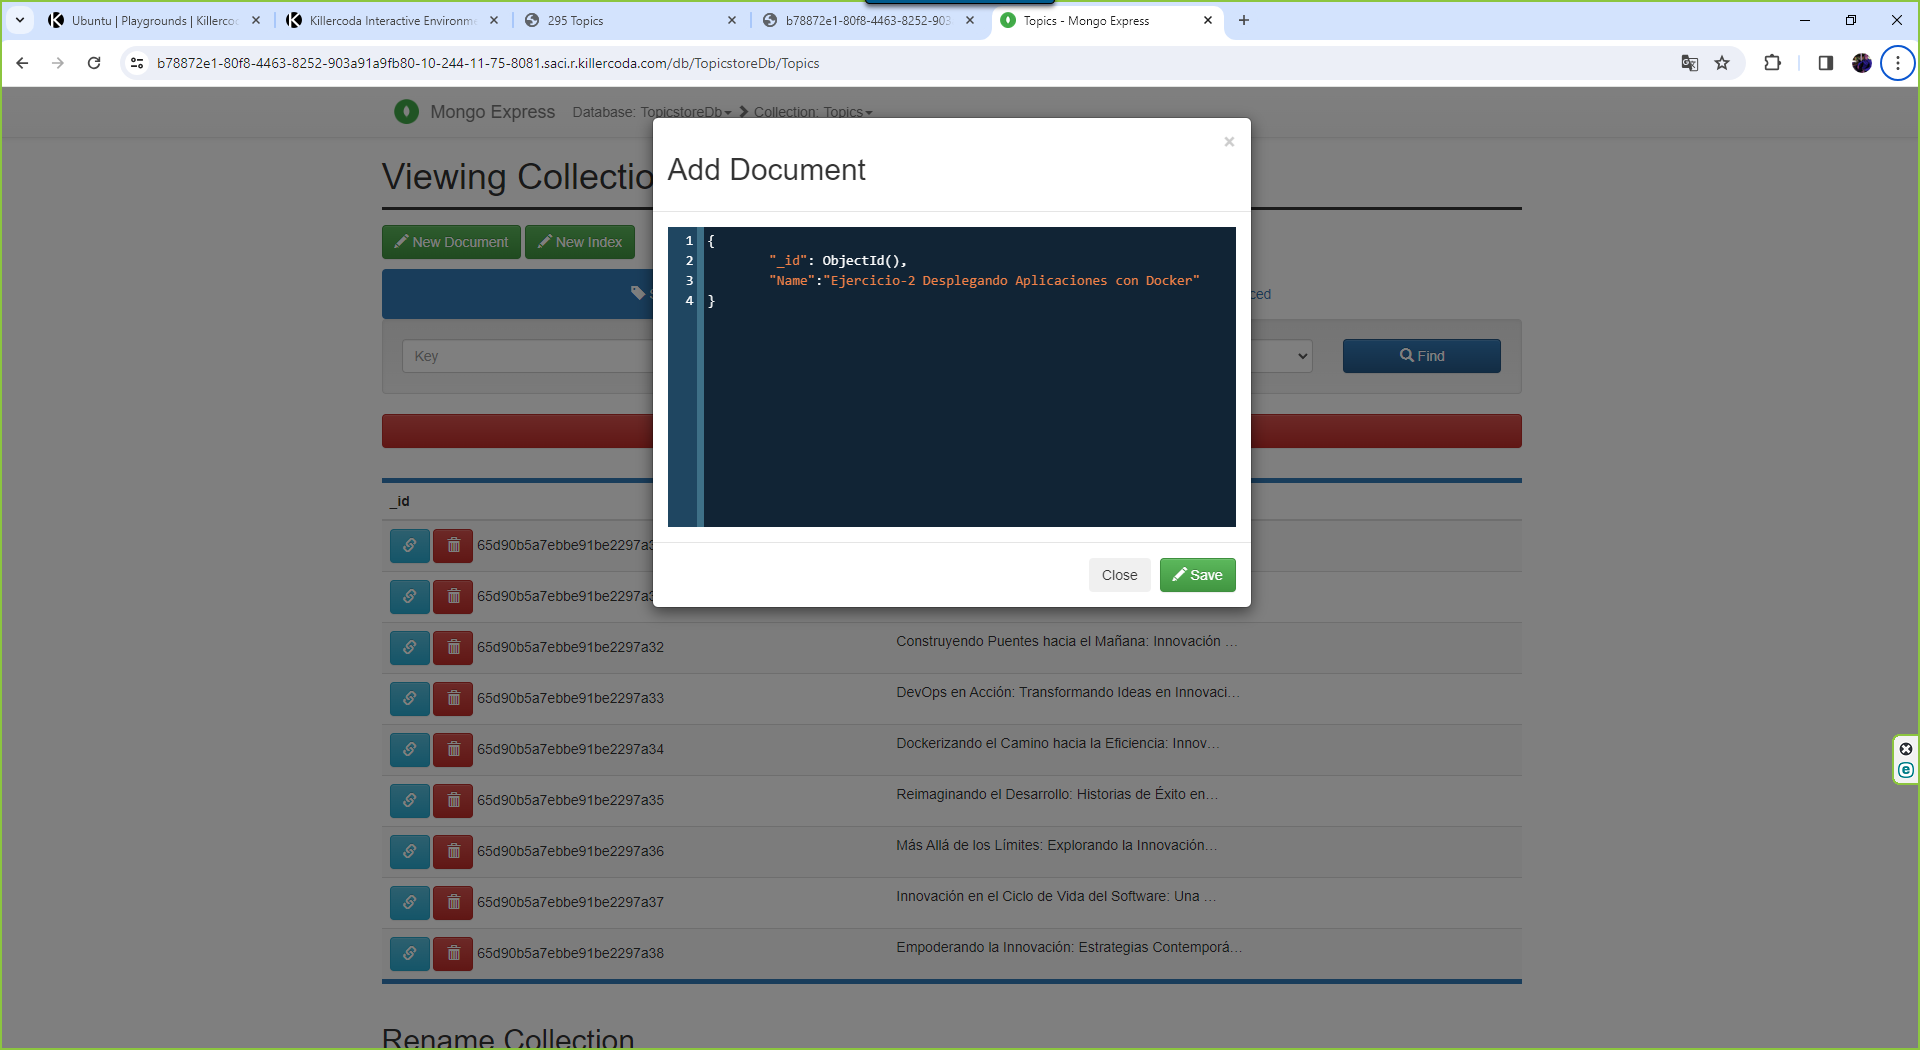 Ubuntu | Playgrounds | Killerco
Killercoda Interactive Environme
295 Topics
b78872e1-80f8-4463-8252-903
Topics - Mongo Express
b78872e1-80f8-4463-8252-903a91a9fb80-10-244-11-75-8081.saci.r.killercoda.com/db/TopicstoreDb/Topics
Mongo Express Database: TopicstoreDb Collection: Topics
Viewing Collectio
Add Document
New Document
New Index
1 {
2 "_id": ObjectId(),
3 "Name":"Ejercicio-2 Desplegando Aplicaciones con Docker"
4 }
S
ced
Key
Find
Close
Save
_id
65d90b5a7ebbe91be2297a3
65d90b5a7ebbe91be2297a3
65d90b5a7ebbe91be2297a32 Construyendo Puentes hacia el Mañana: Innovación ...
65d90b5a7ebbe91be2297a33 DevOps en Acción: Transformando Ideas en Innovaci...
65d90b5a7ebbe91be2297a34 Dockerizando el Camino hacia la Eficiencia: Innov...
65d90b5a7ebbe91be2297a35 Reimaginando el Desarrollo: Historias de Éxito en...
65d90b5a7ebbe91be2297a36 Más Allá de los Límites: Explorando la Innovación...
65d90b5a7ebbe91be2297a37 Innovación en el Ciclo de Vida del Software: Una ...
65d90b5a7ebbe91be2297a38 Empoderando la Innovación: Estrategias Contemporá...
Rename Collection